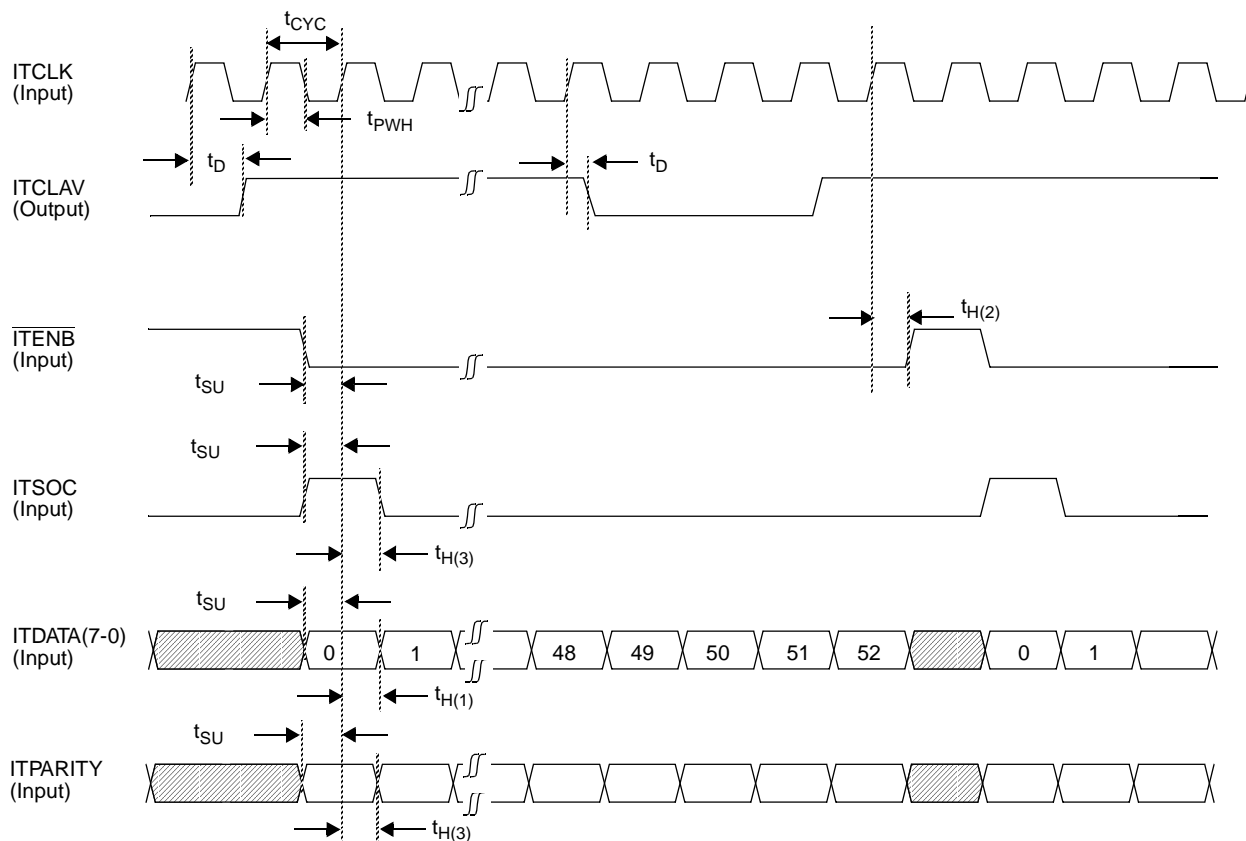 tCYC
ITCLK
(Input)
tPWH
tD
tD
ITCLAV
(Output)
ITENB
(Input)
tH(2)
tSU
tSU
ITSOC
(Input)
tH(3)
tSU
ITDATA(7-0)
(Input)
0 1 48 49 50 51 52 0 1
tH(1)
tSU
ITPARITY
(Input)
tH(3)